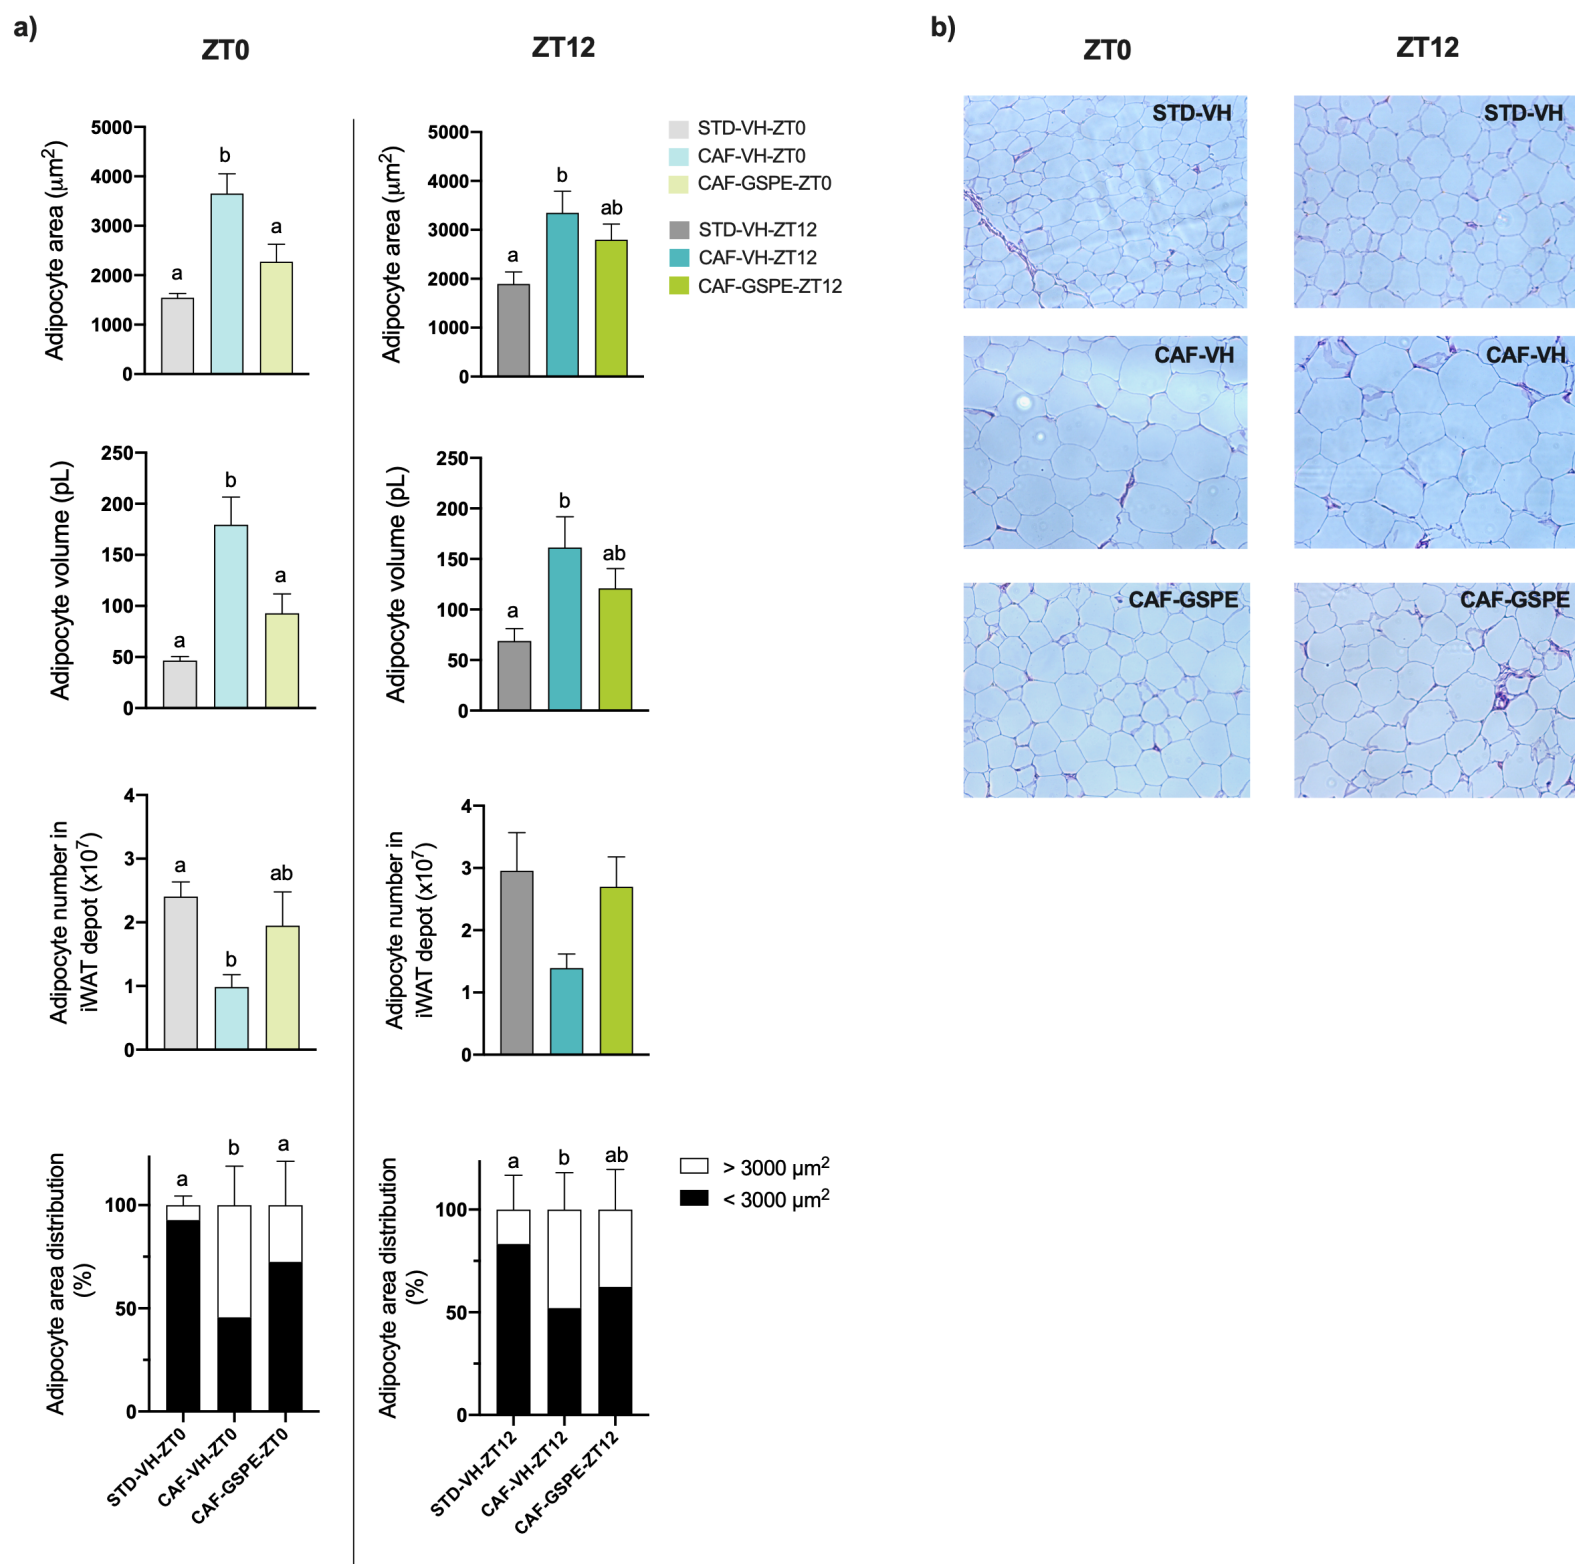 a)
ZT0
ZT12
5000
4000
3000
2000
1000
0
Adipocyte area (µm2)
a
b
a
5000
4000
3000
2000
1000
0
Adipocyte area (µm2)
a
b
ab
STD-VH-ZT0
CAF-VH-ZT0
CAF-GSPE-ZT0
STD-VH-ZT12
CAF-VH-ZT12
CAF-GSPE-ZT12
250
200
150
100
50
0
Adipocyte volume (pL)
a
b
a
250
200
150
100
50
0
Adipocyte volume (pL)
a
b
ab
4
3
2
1
0
Adipocyte number in
iWAT depot (x107)
a
b
ab
4
3
2
1
0
Adipocyte number in
iWAT depot (x107)
100
50
0
Adipocyte area distribution
(%)
a
b
a
STD-VH-ZT0
CAF-VH-ZT0
CAF-GSPE-ZT0
100
50
0
Adipocyte area distribution
(%)
a
b
ab
STD-VH-ZT12
CAF-VH-ZT12
CAF-GSPE-ZT12
> 3000 µm2
< 3000 µm2
b)
ZT0
ZT12
STD-VH
STD-VH
CAF-VH
CAF-VH
CAF-GSPE
CAF-GSPE